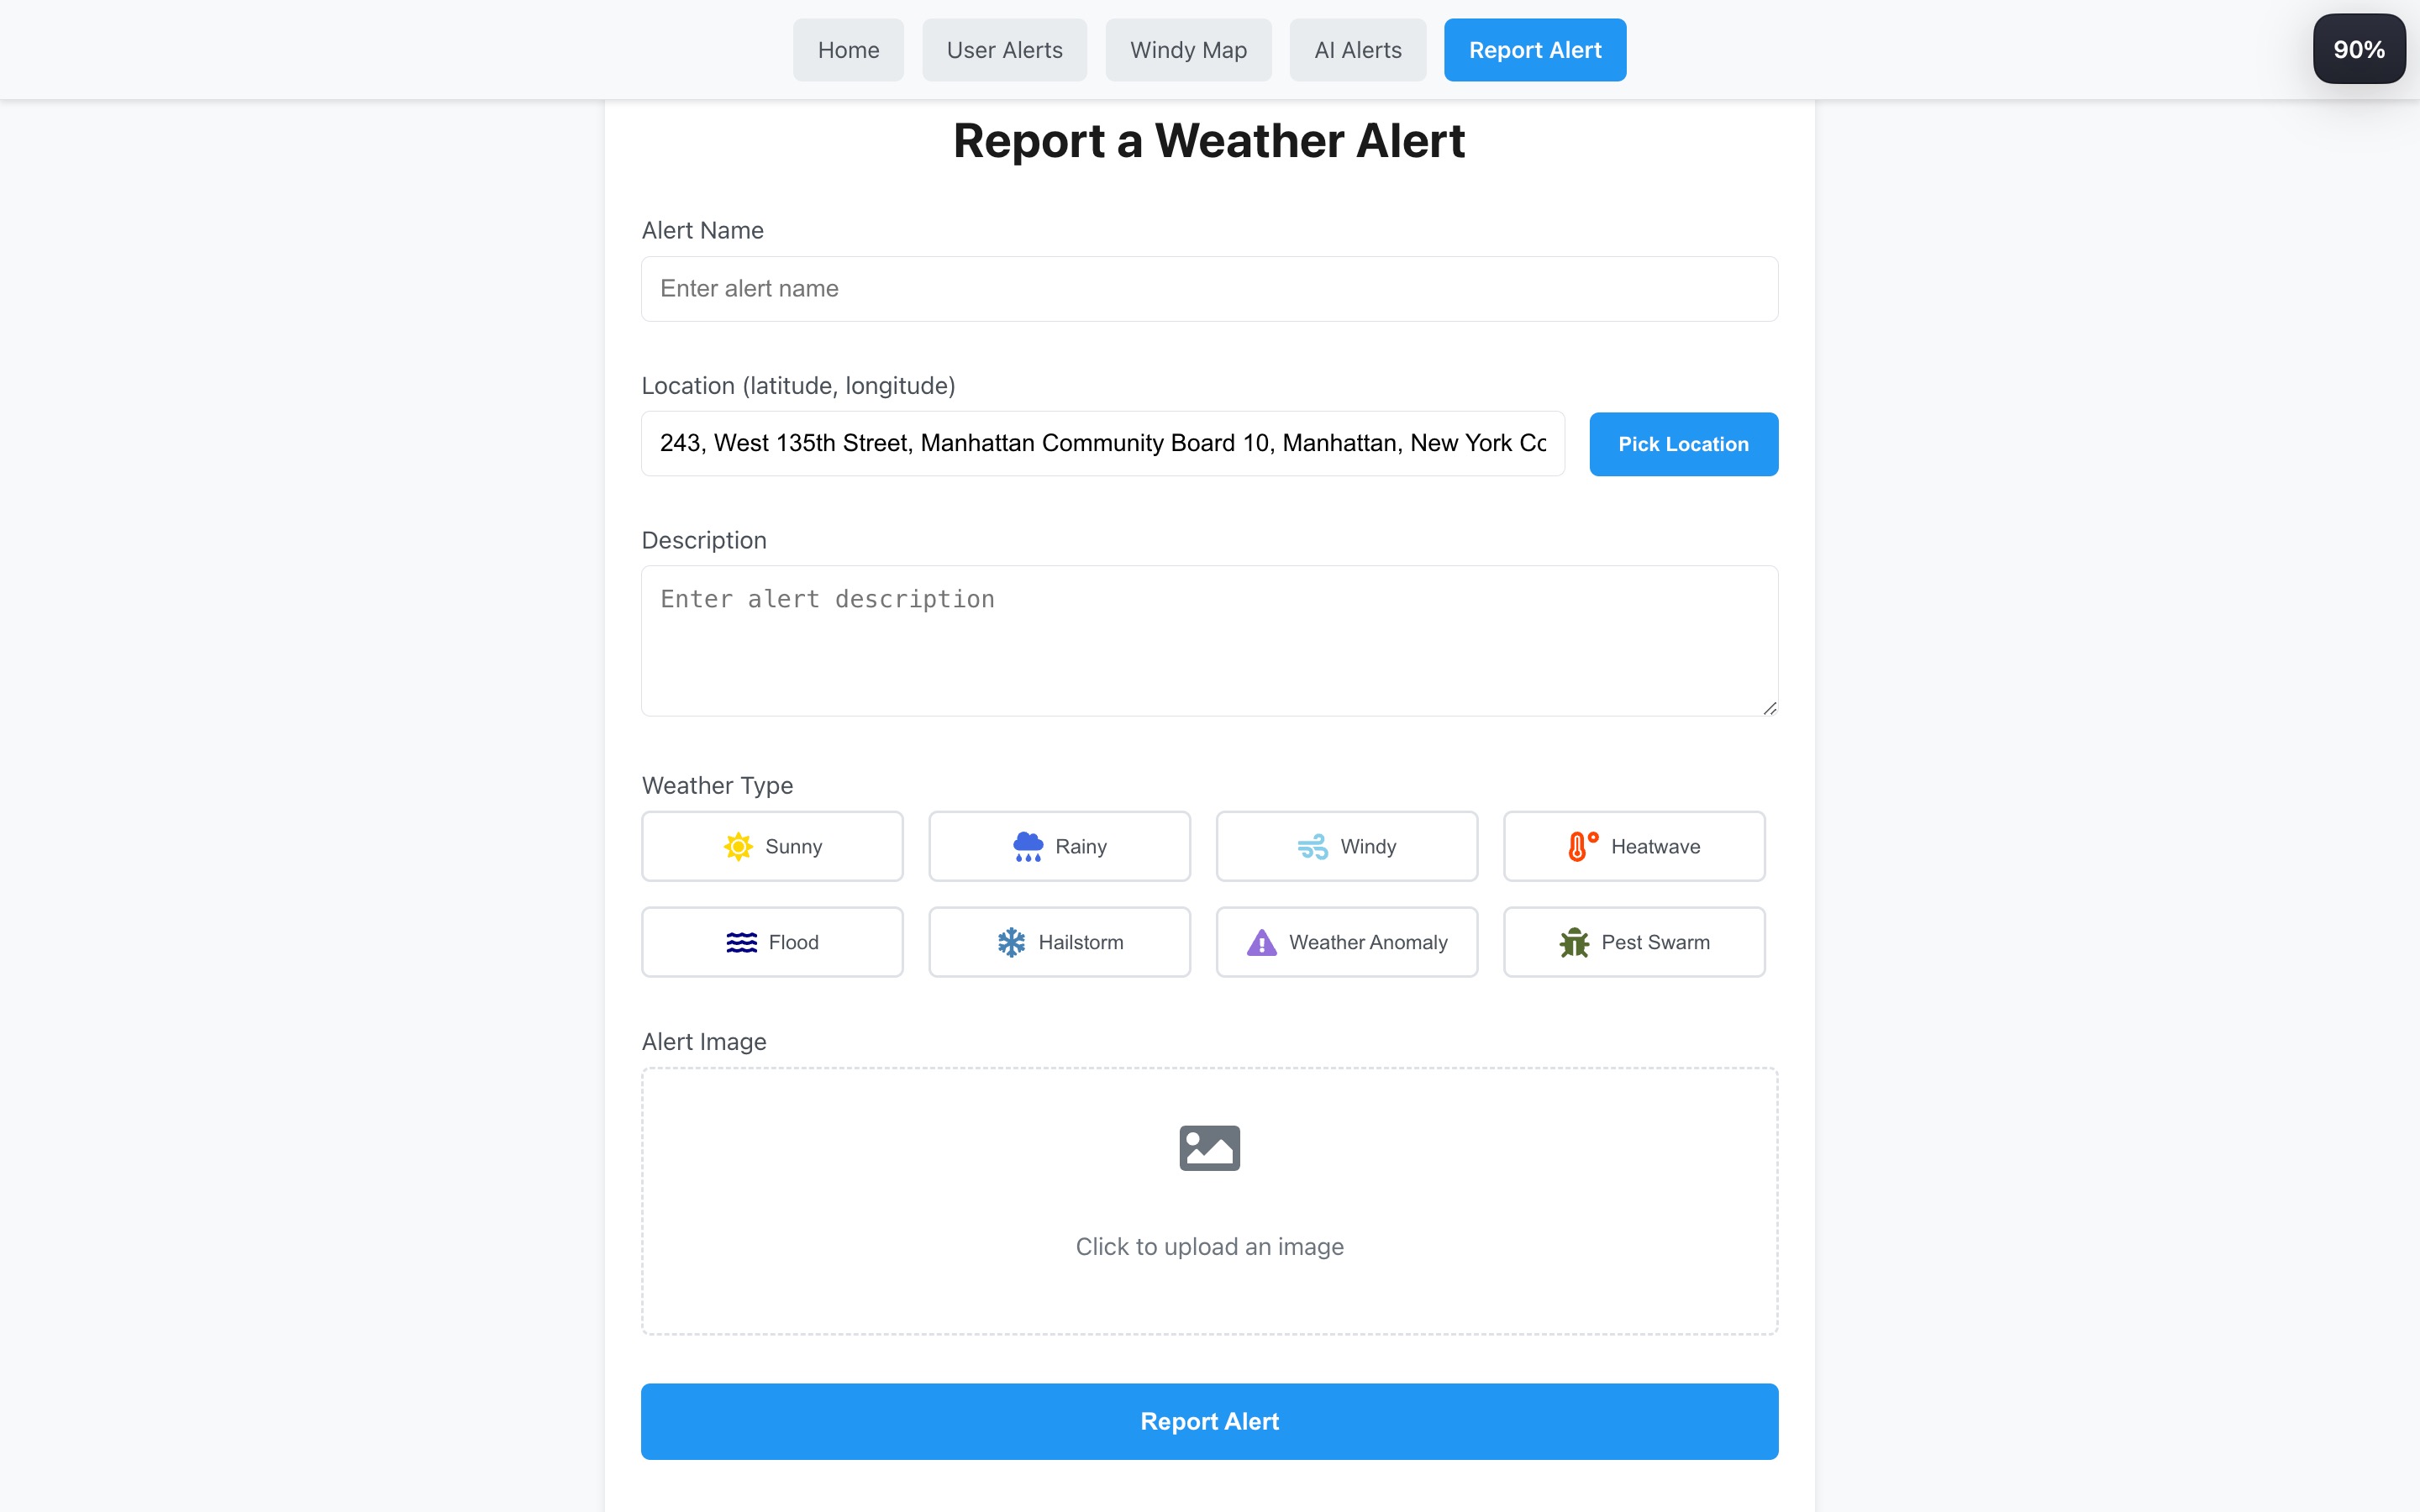 Home User Alerts Windy Map AI Alerts Report Alert 90%
Report a Weather Alert
Alert Name
Enter alert name
Location (latitude, longitude)
243, West 135th Street, Manhattan Community Board 10, Manhattan, New York Co
Pick Location
Description
Enter alert description
Weather Type
Sunny Rainy Windy Heatwave
Flood Hailstorm Weather Anomaly Pest Swarm
Alert Image
Click to upload an image
Report Alert